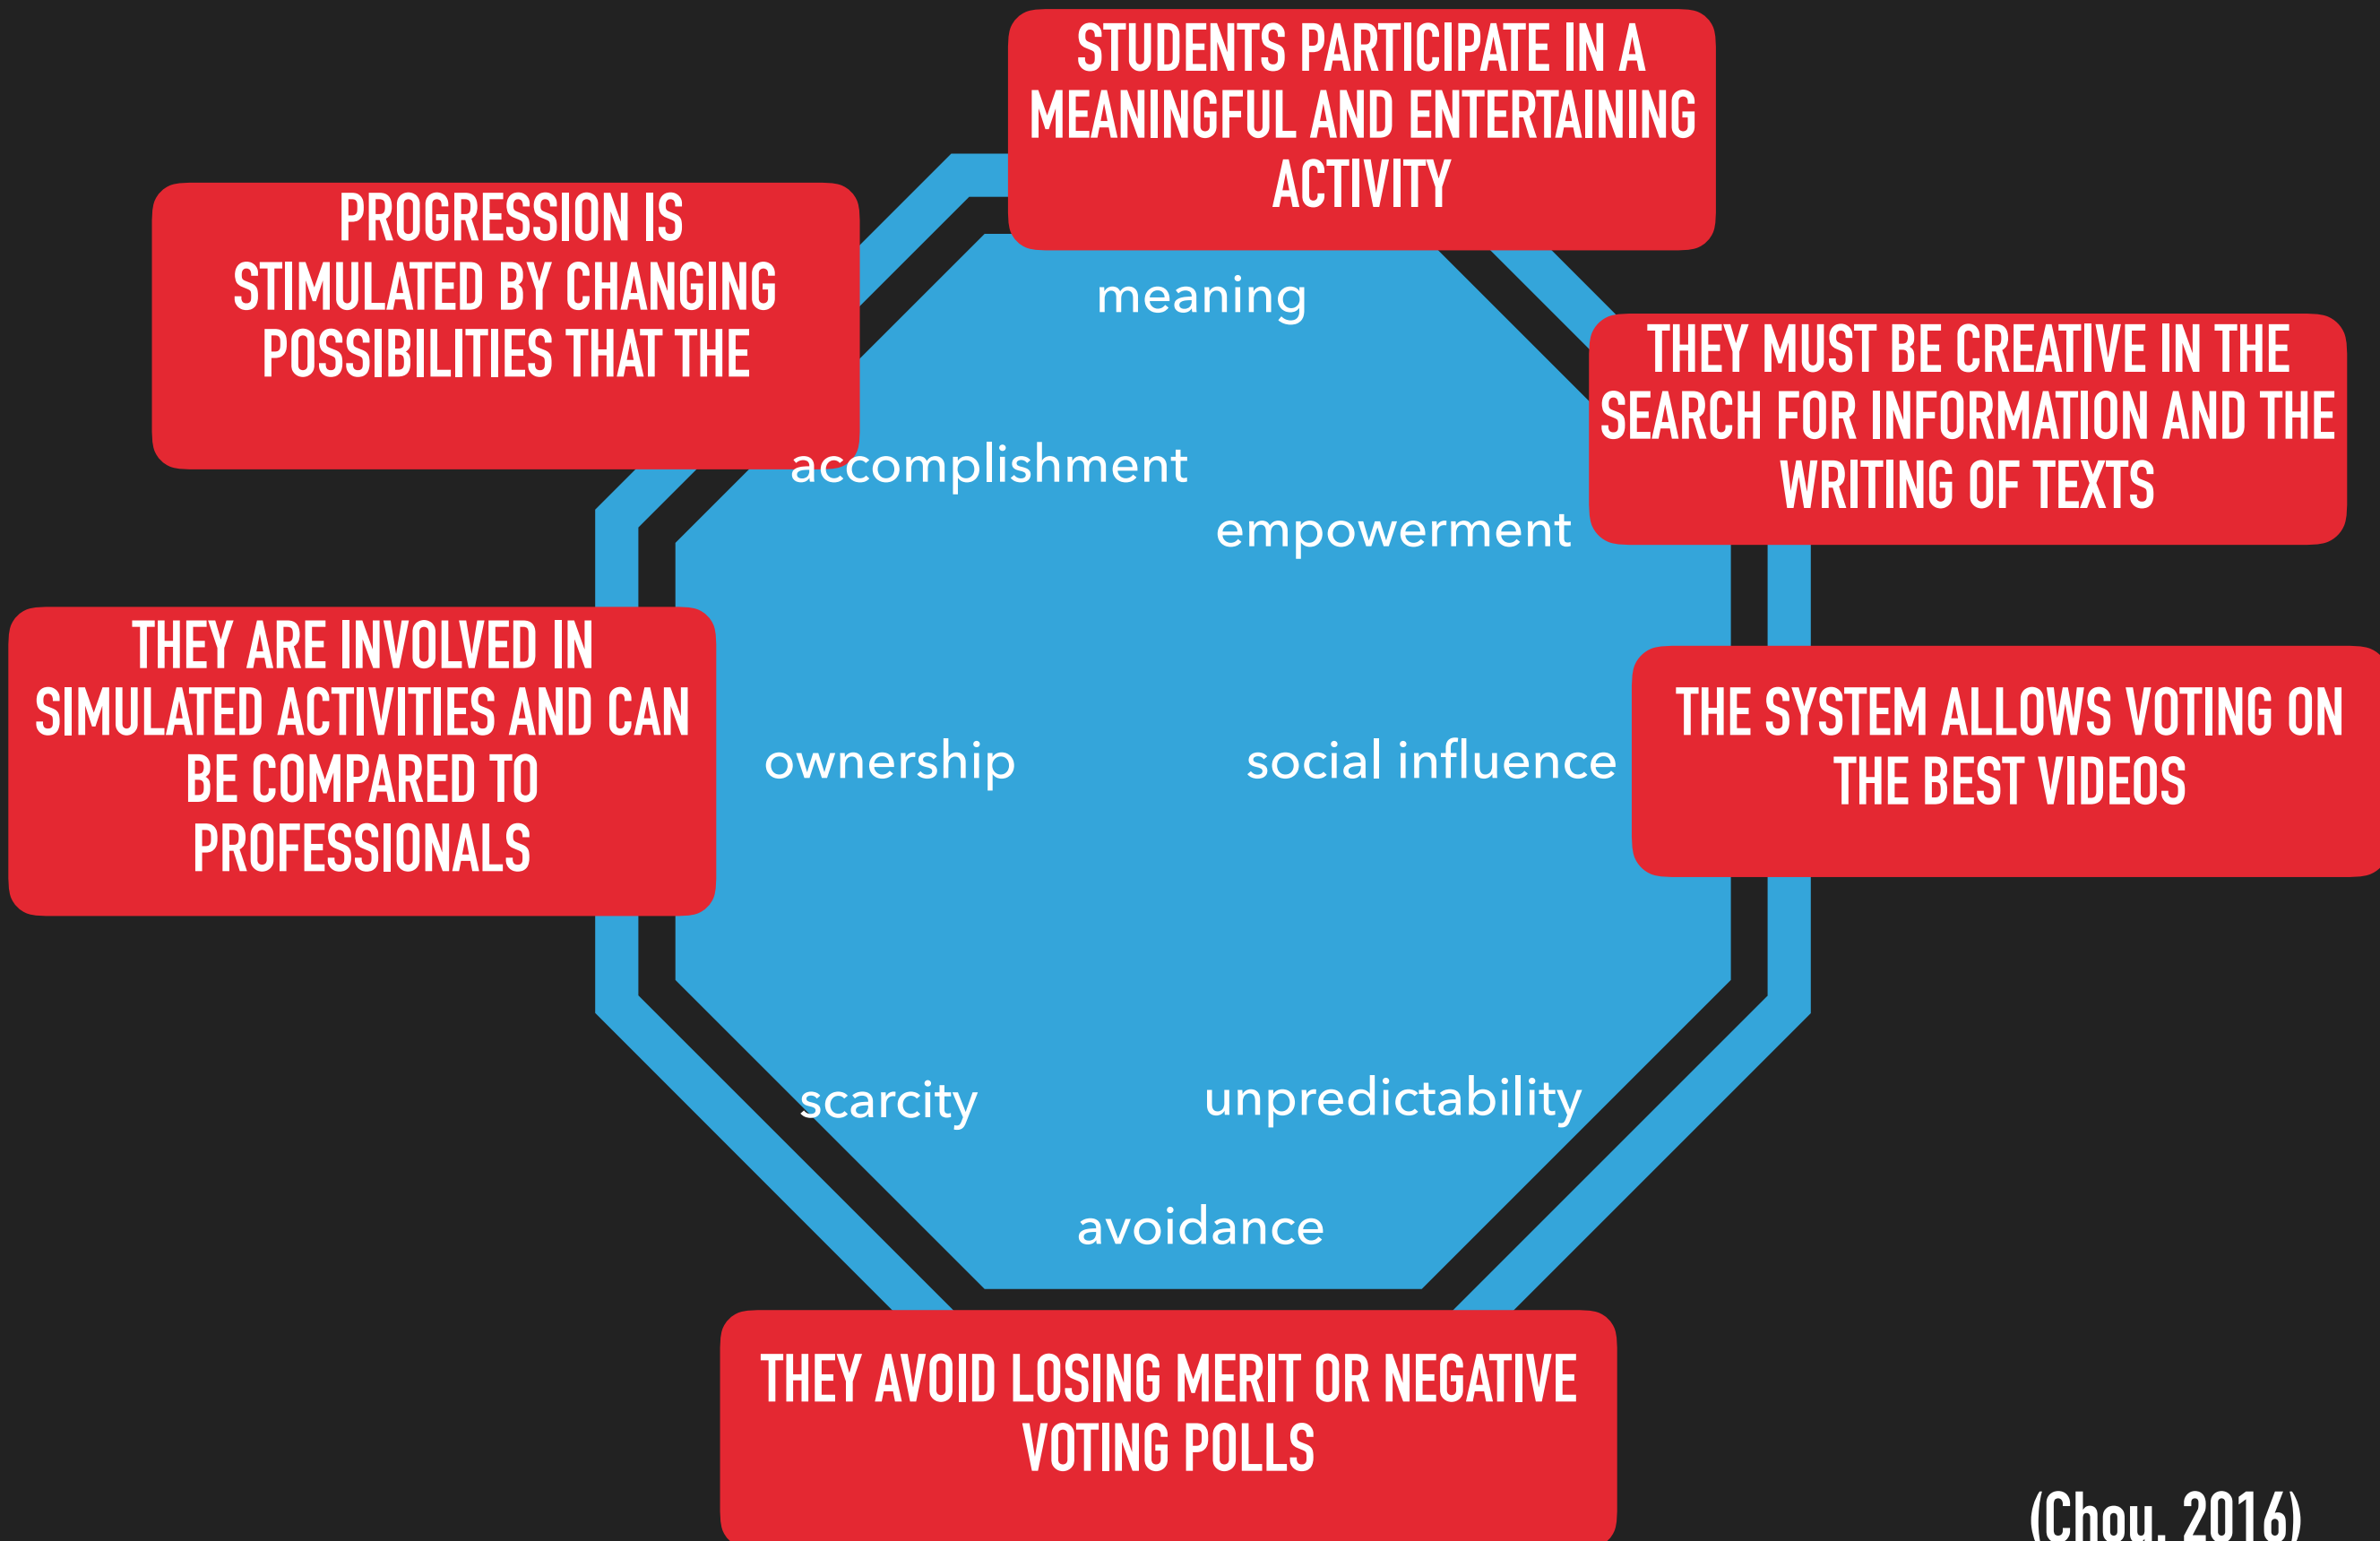 STUDENTS PARTICIPATE IN A
MEANINGFUL AND ENTERTAINING
ACTIVITY
PROGRESSION IS
STIMULATED BY CHANGING
POSSIBILITIES THAT THE
meaning
THEY MUST BE CREATIVE IN THE
SEARCH FOR INFORMATION AND THE
WRITING OF TEXTS
accomplishment
empowerment
THEY ARE INVOLVED IN
SIMULATED ACTIVITIES AND CAN
BE COMPARED TO
PROFESSIONALS
ownership
social influence
THE SYSTEM ALLOWS VOTING ON
THE BEST VIDEOS
scarcity
unpredictability
avoidance
THEY AVOID LOSING MERIT OR NEGATIVE
VOTING POLLS
(Chou, 2016)